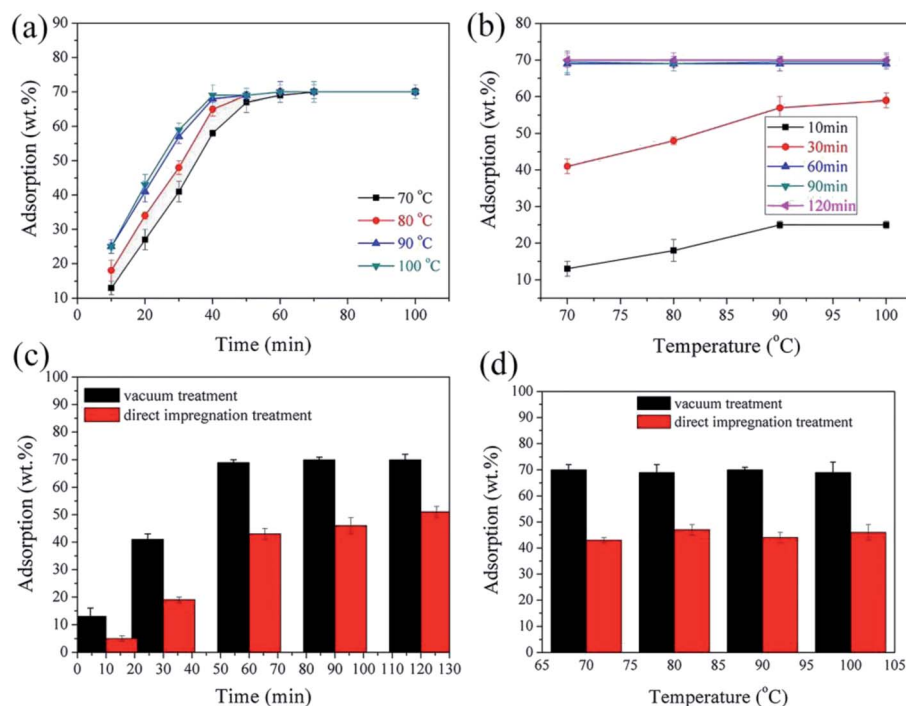 (a)
Adsorption (wt.%)
90
80
70
60
50
40
30
20
10
0 20 40 60 80 100
Time (min)
70 °C
80 °C
90 °C
100 °C
(b)
Adsorption (wt.%)
80
70
60
50
40
30
20
10
70 75 80 85 90 95 100
Temperature (°C)
10min
30min
60min
90min
120min
(c)
Adsorption (wt.%)
100
90
80
70
60
50
40
30
20
10
0
0 10 20 30 40 50 60 70 80 90 100 110 120 130
Time (min)
vacuum treatment
direct impregnation treatment
(d)
Adsorption (wt.%)
100
90
80
70
60
50
40
30
20
10
0
65 70 75 80 85 90 95 100 105
Temperature (°C)
vacuum treatment
direct impregnation treatment